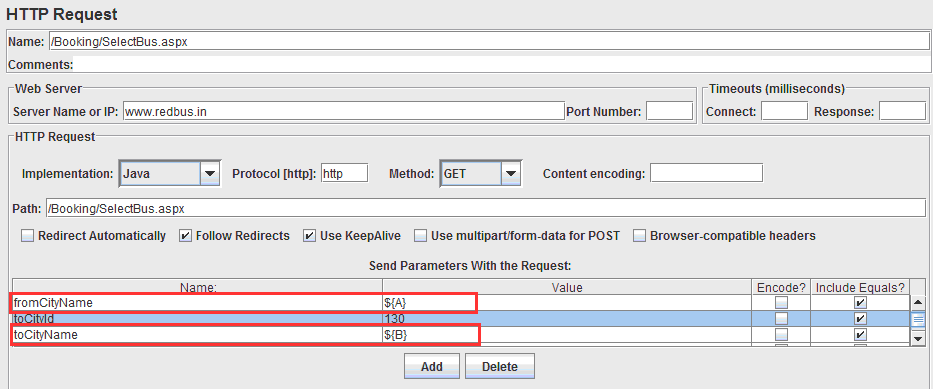 HTTP Request
Name: /Booking/SelectBus.aspx
Comments:
Web Server Timeouts (milliseconds)
Server Name or IP: www.redbus.in Port Number: Connect: Response:
HTTP Request
Implementation: Java Protocol [http]: http Method: GET Content encoding:
Path: /Booking/SelectBus.aspx
Redirect Automatically Follow Redirects Use KeepAlive Use multipart/form-data for POST Browser-compatible headers
Send Parameters With the Request:
Name: Value Encode? Include Equals?
fromCityName ${A}
toCityId 130
toCityName ${B}
Add Delete